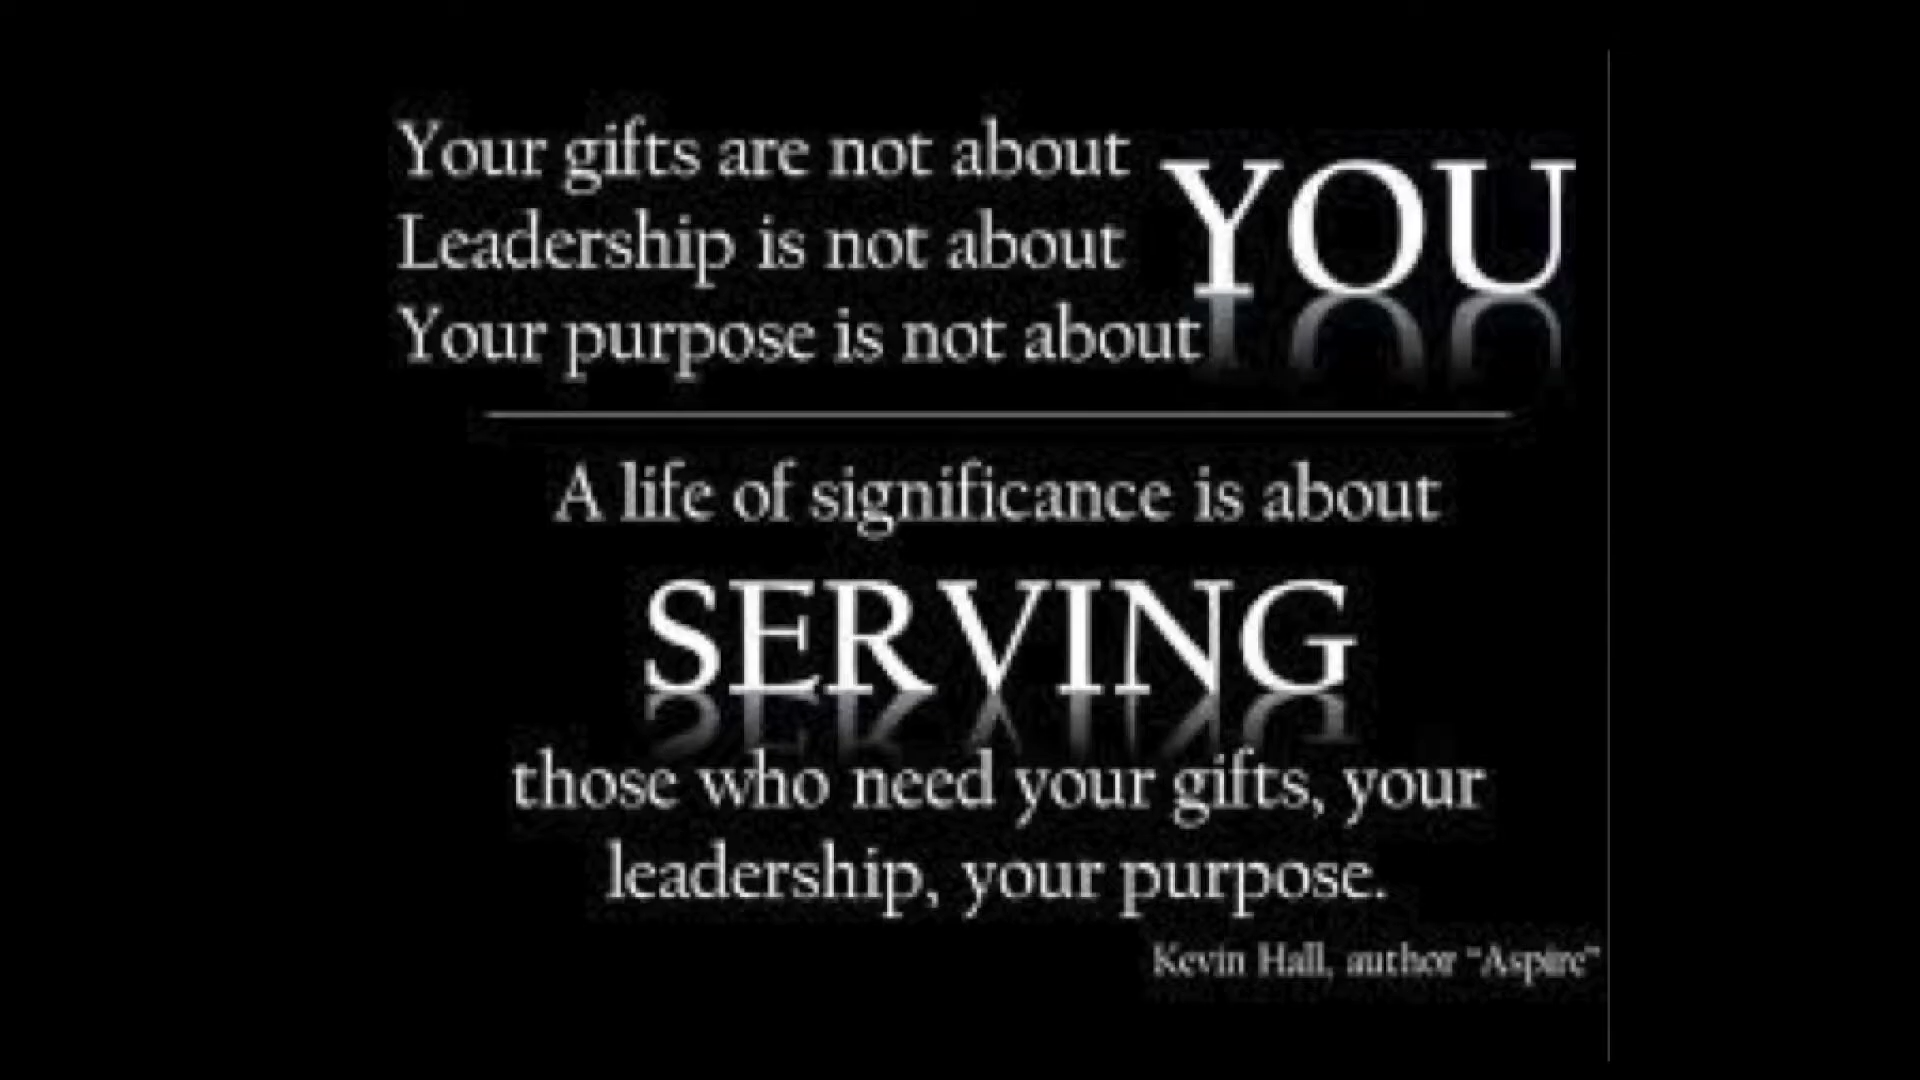 Your gifts are not about
Leadership is not about
Your purpose is not about
YOU
A life of significance is about
SERVING
those who need your gifts, your
leadership, your purpose.
Kevin Hall, author "Aspire"